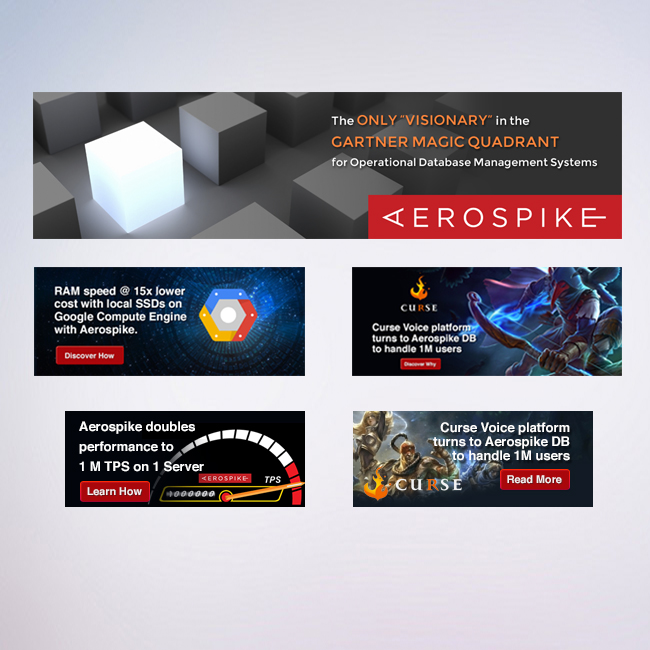 The ONLY "VISIONARY" in the
GARTNER MAGIC QUADRANT
for Operational Database Management Systems
AEROSPIKE
RAM speed @ 15x lower
cost with local SSDs on
Google Compute Engine
with Aerospike.
Discover How
CURSE
Curse Voice platform
turns to Aerospike DB
to handle 1M users
Discover Why
Aerospike doubles
performance to
1 M TPS on 1 Server
AEROSPIKE
TPS
Learn How
Curse Voice platform
turns to Aerospike DB
to handle 1M users
CURSE
Read More